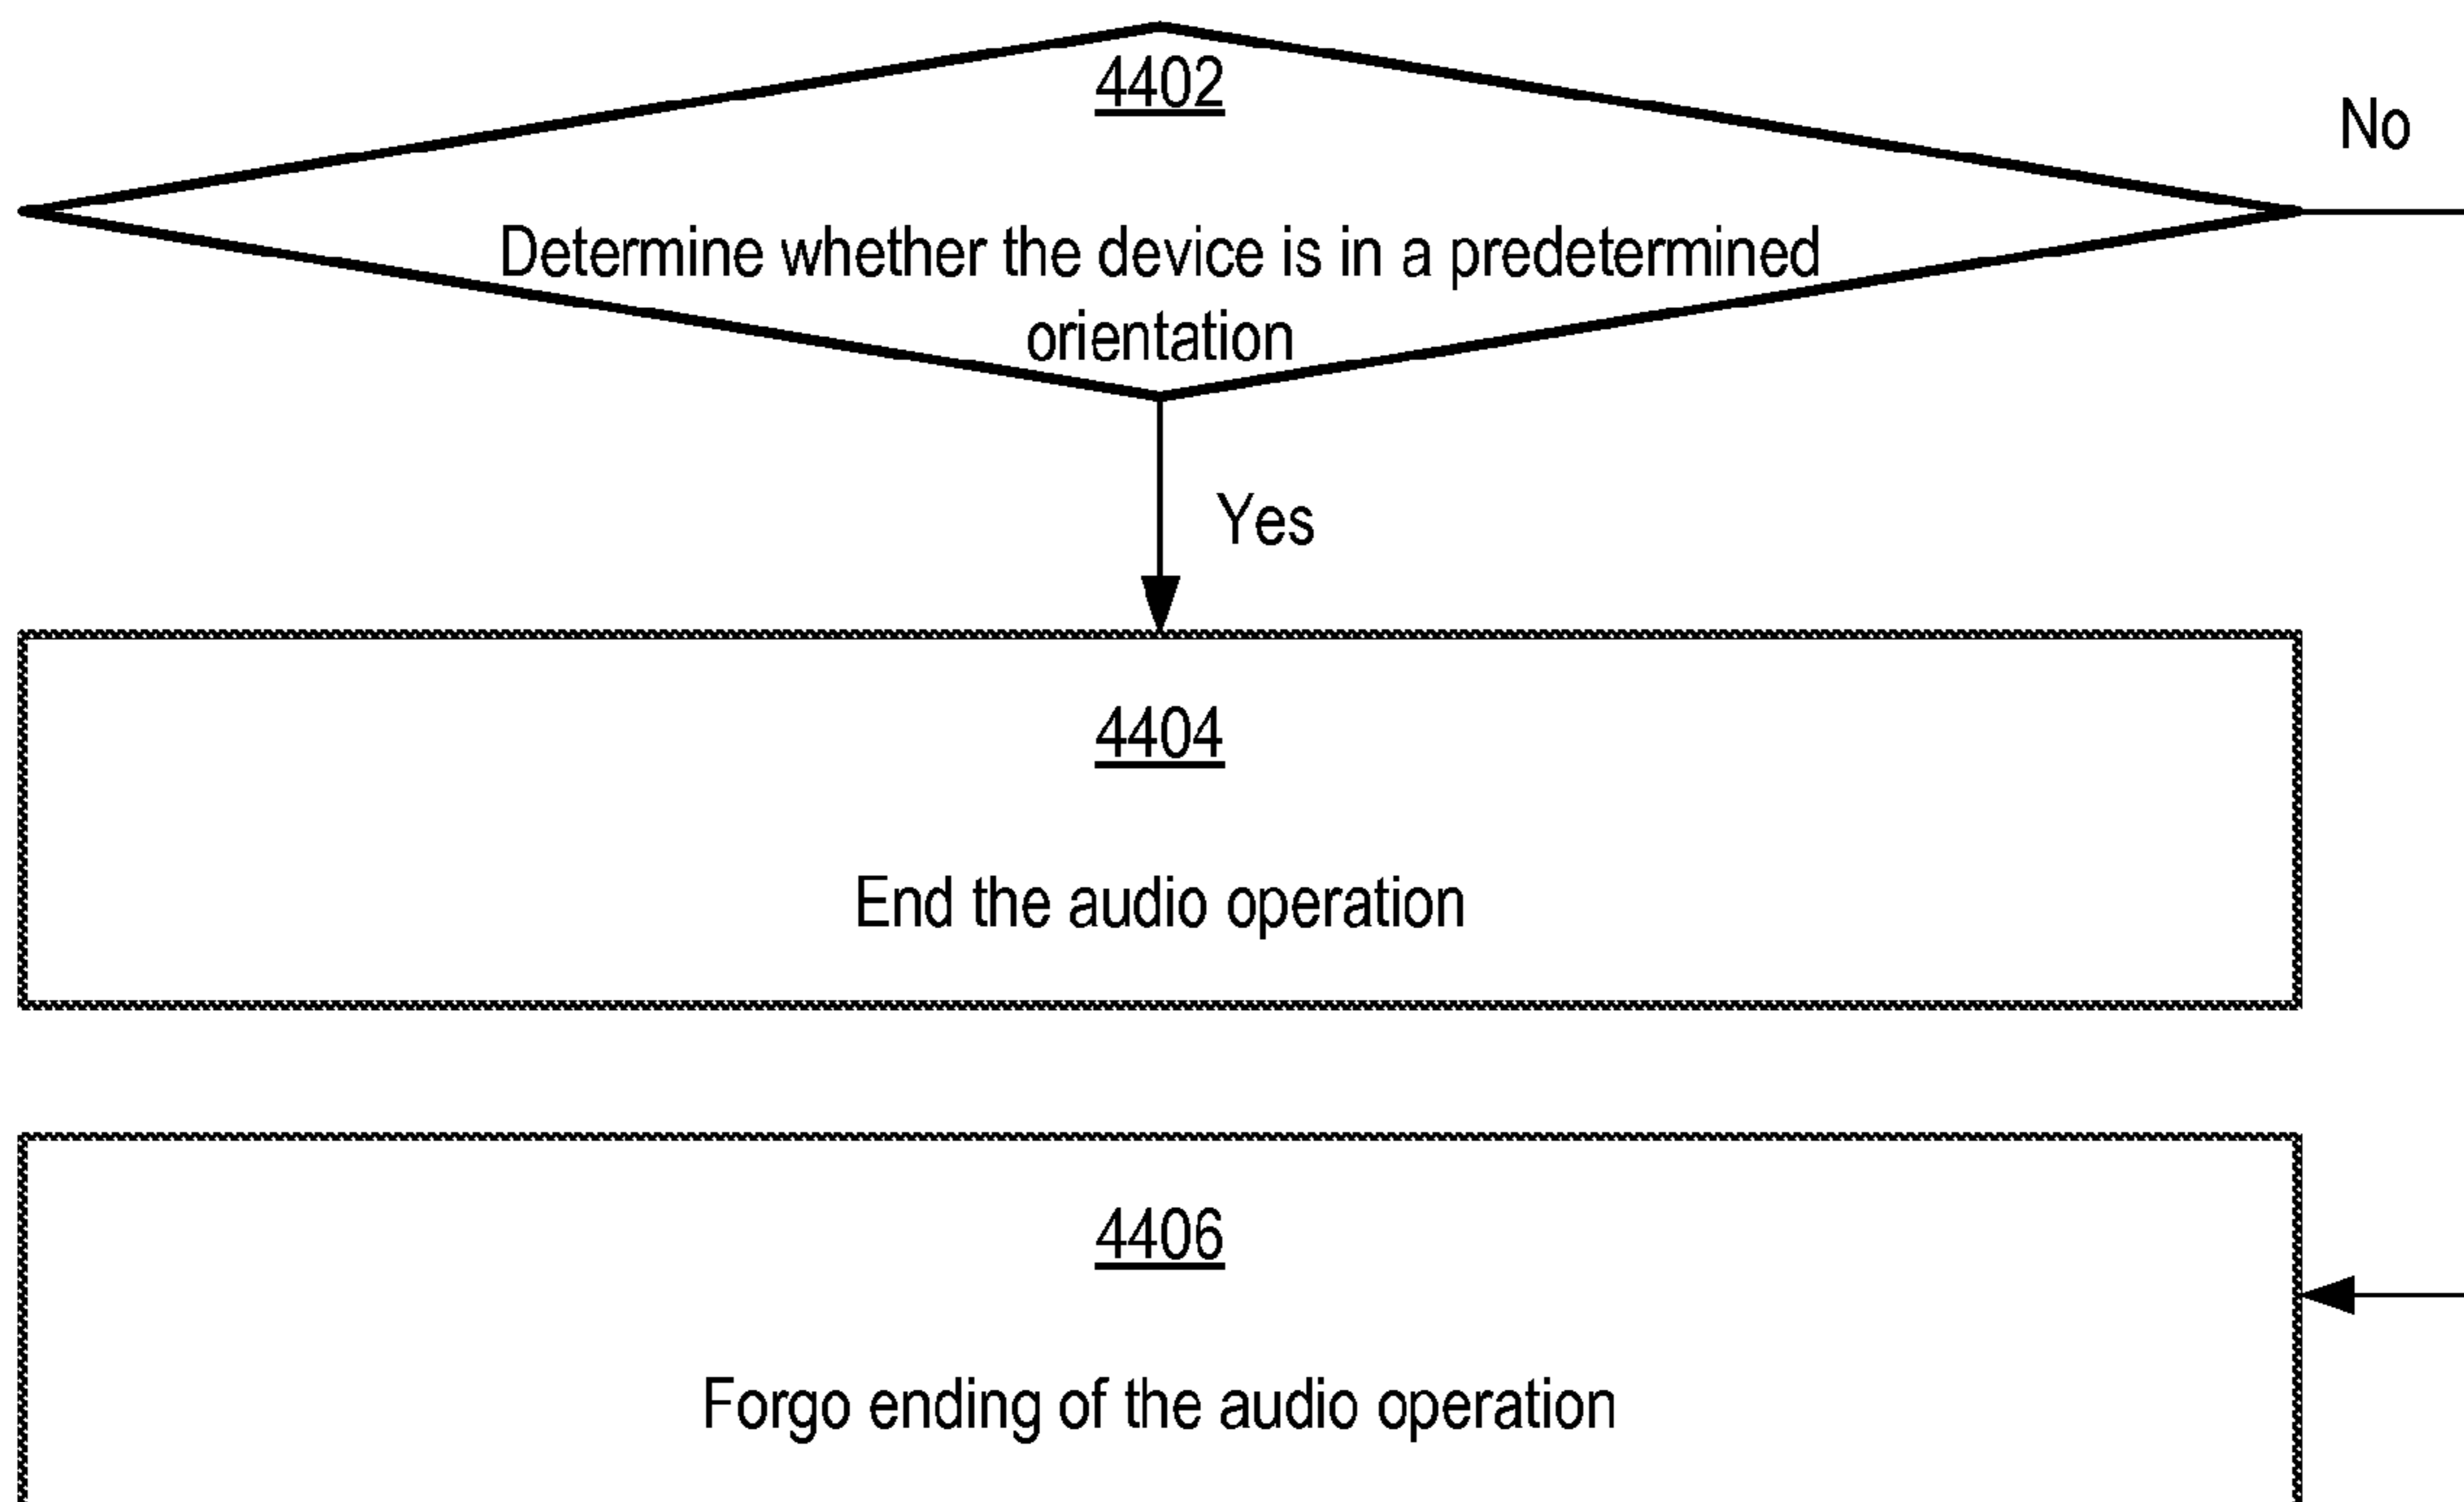 4402
No
Determine whether the device is in a predetermined
orientation
Yes
4404
End the audio operation
4406
Forgo ending of the audio operation